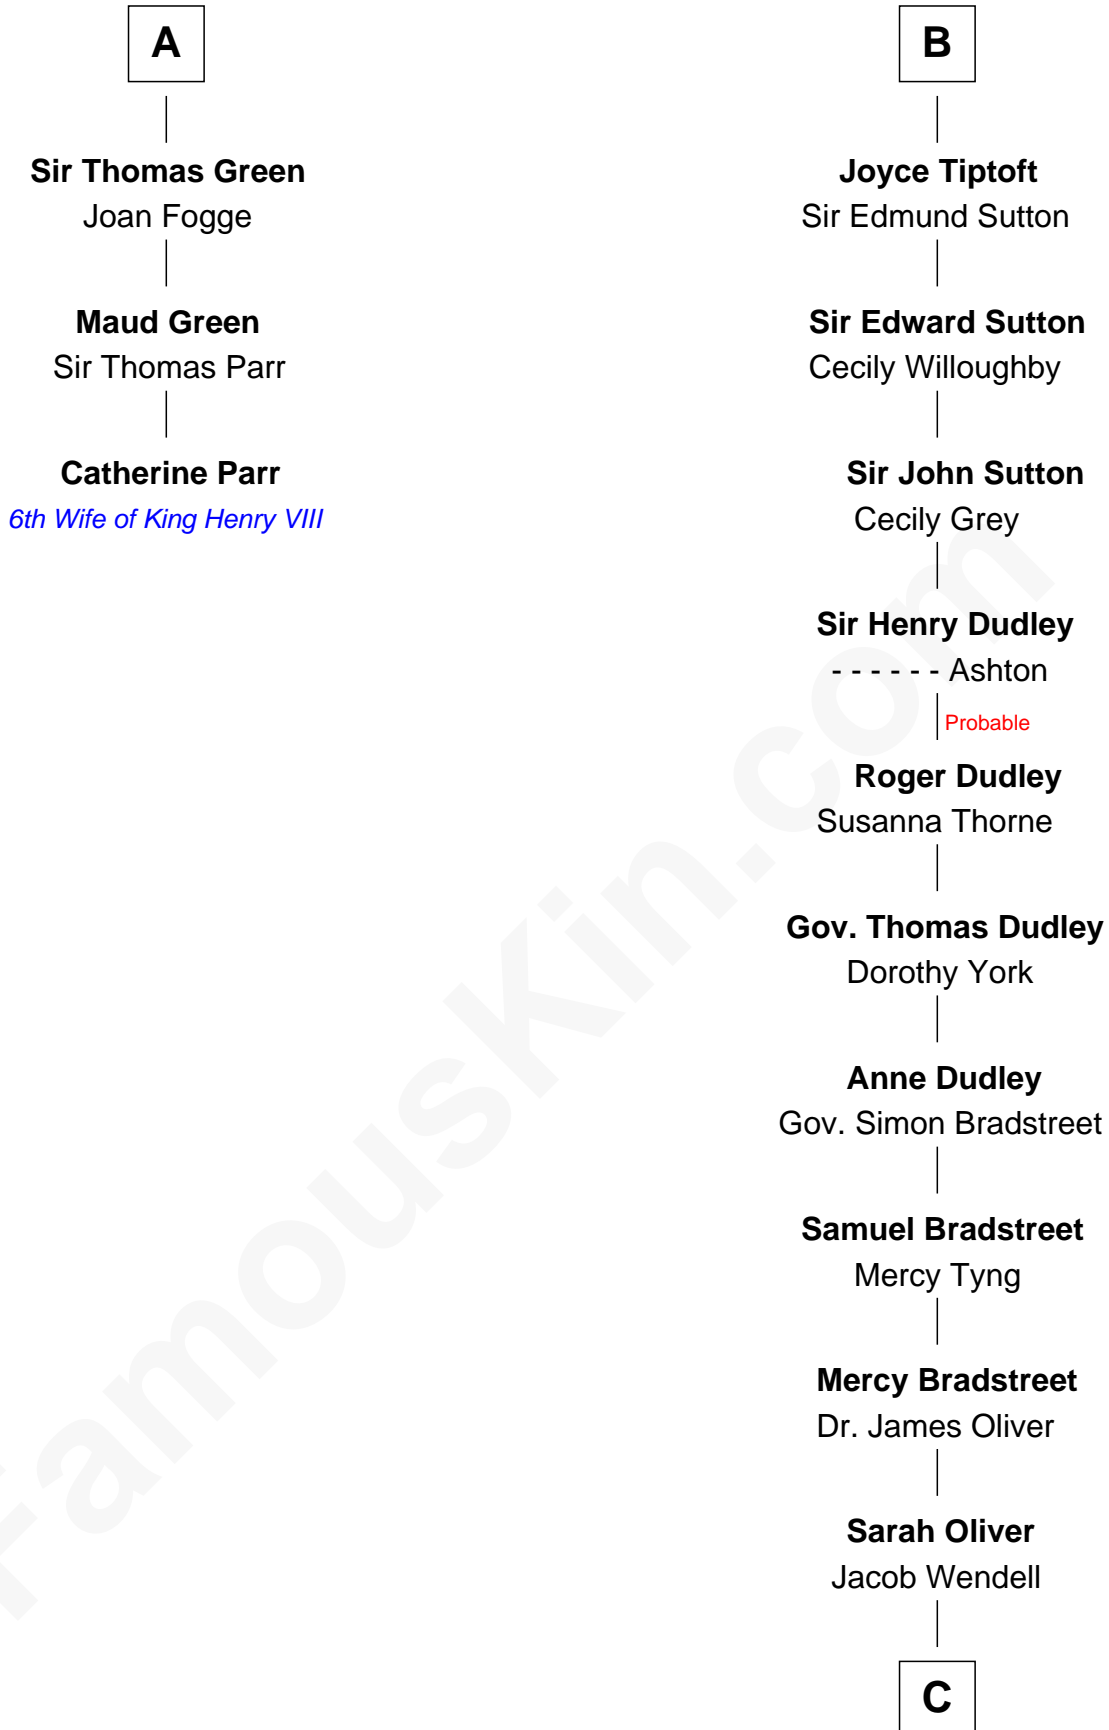 A
Sir Thomas Green
Joan Fogge
Maud Green
Sir Thomas Parr
Catherine Parr
6th Wife of King Henry VIII
B
Joyce Tiptoft
Sir Edmund Sutton
Sir Edward Sutton
Cecily Willoughby
Sir John Sutton
Cecily Grey
Sir Henry Dudley
- - - - - - Ashton
Probable
Roger Dudley
Susanna Thorne
Gov. Thomas Dudley
Dorothy York
Anne Dudley
Gov. Simon Bradstreet
Samuel Bradstreet
Mercy Tyng
Mercy Bradstreet
Dr. James Oliver
Sarah Oliver
Jacob Wendell
C
FamousKin.com